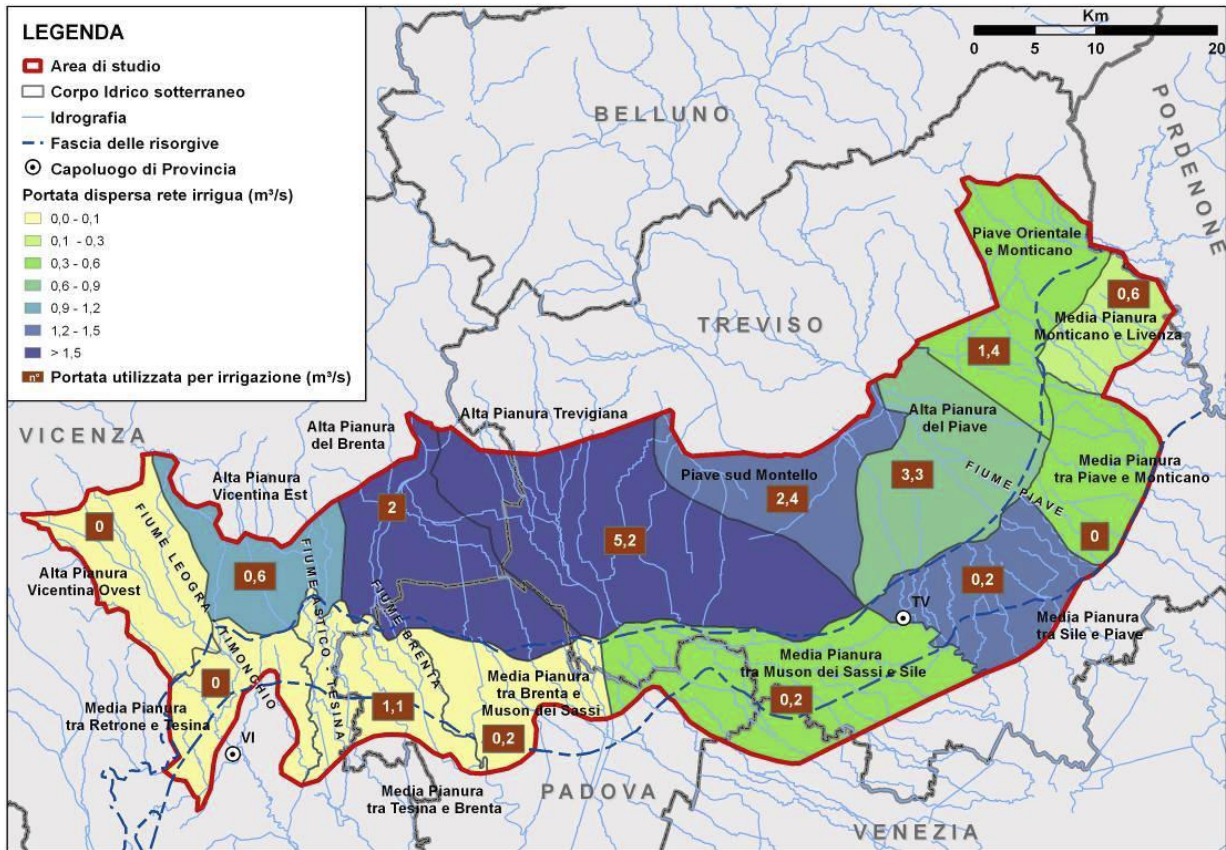 LEGENDA
Area di studio
Corpo Idrico sotterraneo
Idrografia
Fascia delle risorgive
Capoluogo di Provincia
Portata dispersa rete irrigua (m³/s)
0,0 - 0,1
0,1 - 0,3
0,3 - 0,6
0,6 - 0,9
0,9 - 1,2
1,2 - 1,5
> 1,5
n° Portata utilizzata per irrigazione (m³/s)
Km
0 5 10 20
BELLUNO
PORDENONE
TREVISO
VICENZA
PADOVA
VENEZIA
Piave Orientale
e Monticano
0,6
Media Pianura
Monticano e Livenza
1,4
Alta Pianura Trevigiana
Alta Pianura
del Brenta
Alta Pianura
del Piave
Piave sud Montello
Media Pianura
tra Piave e Monticano
FIUME PIAVE
Alta Pianura
Vicentina Est
2
2,4
3,3
0
5,2
0
0,6
0,2
Alta Pianura
Vicentina Ovest
FIUME LEOGRA - TIMONCHIO
FIUME ASTICO - TESINA
FIUME BRENTA
TV
Media Pianura
tra Sile e Piave
Media Pianura
tra Muson dei Sassi e Sile
0,2
Media Pianura
tra Brenta e
Muson dei Sassi
0
1,1
0,2
Media Pianura
tra Retrone e Tesina
VI
Media Pianura
tra Tesina e Brenta